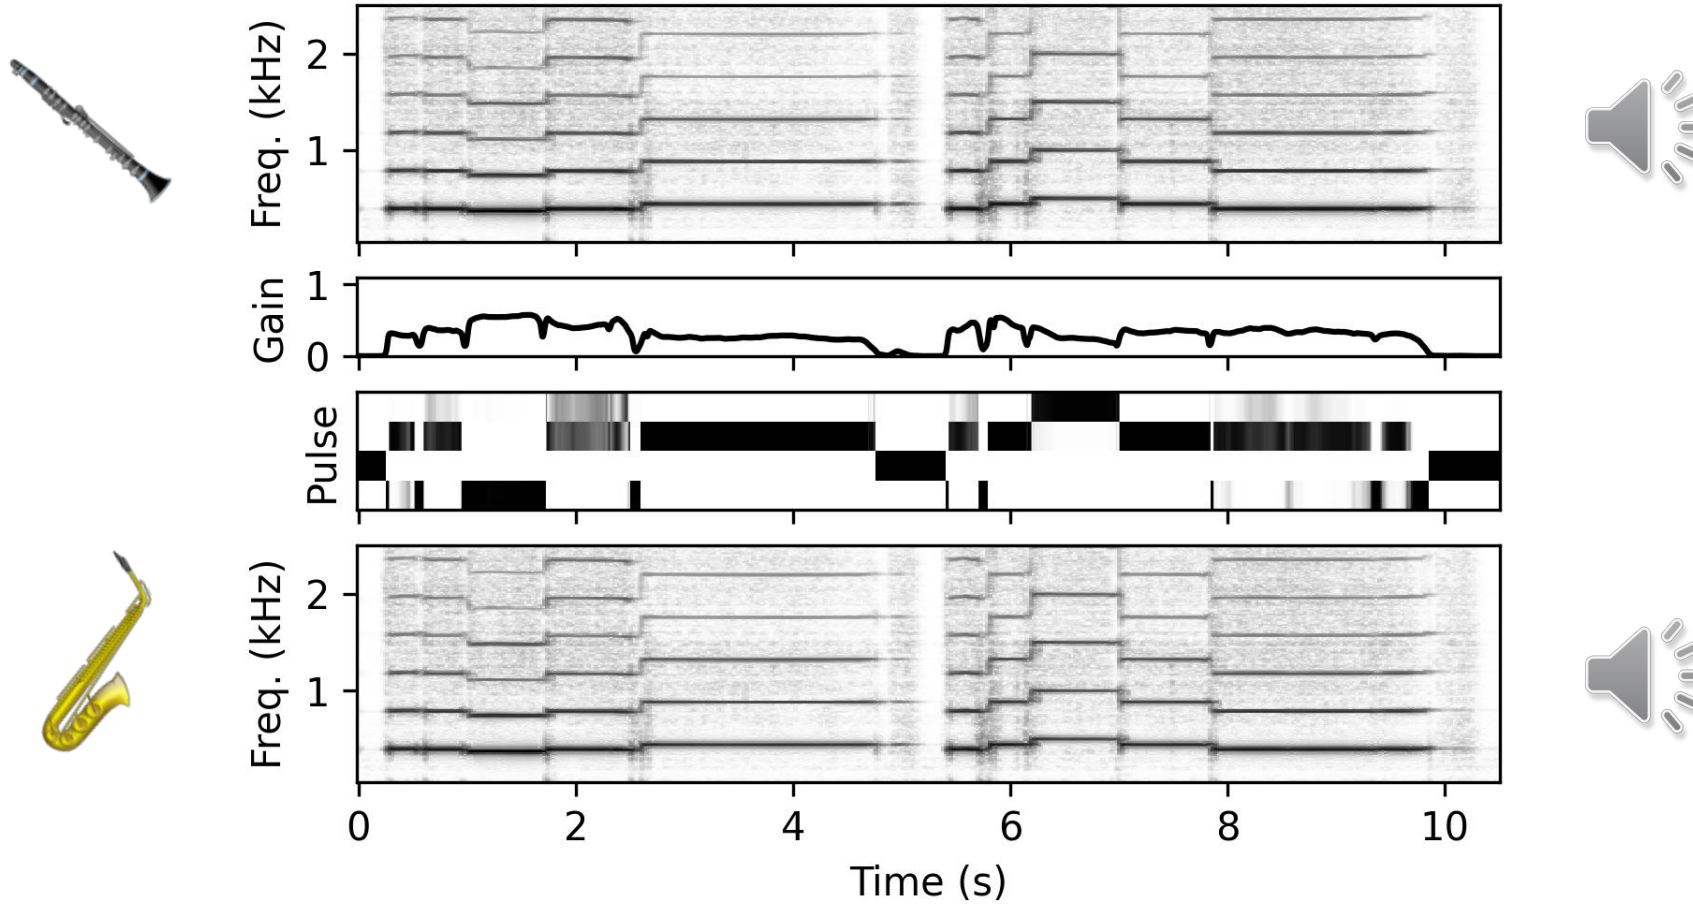 Freq. (kHz)
2
1
Gain
1
0
Pulse
Freq. (kHz)
2
1
0 2 4 6 8 10
Time (s)